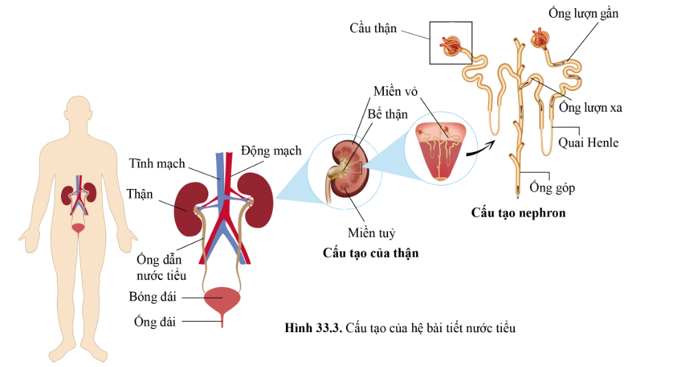 Cầu thận
Ống lượn gần
Miền vỏ
Bể thận
Ống lượn xa
Quai Henle
Động mạch
Tĩnh mạch
Thận
Ống góp
Cấu tạo nephron
Miền tuỷ
Cấu tạo của thận
Ống dẫn
nước tiểu
Bóng đái
Ống đái
Hình 33.3. Cấu tạo của hệ bài tiết nước tiểu